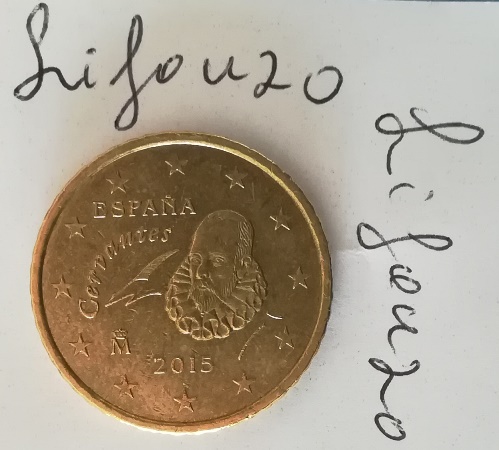 Lifouzo
ESPAÑA
Cervantes
M
2015
Lifouzo